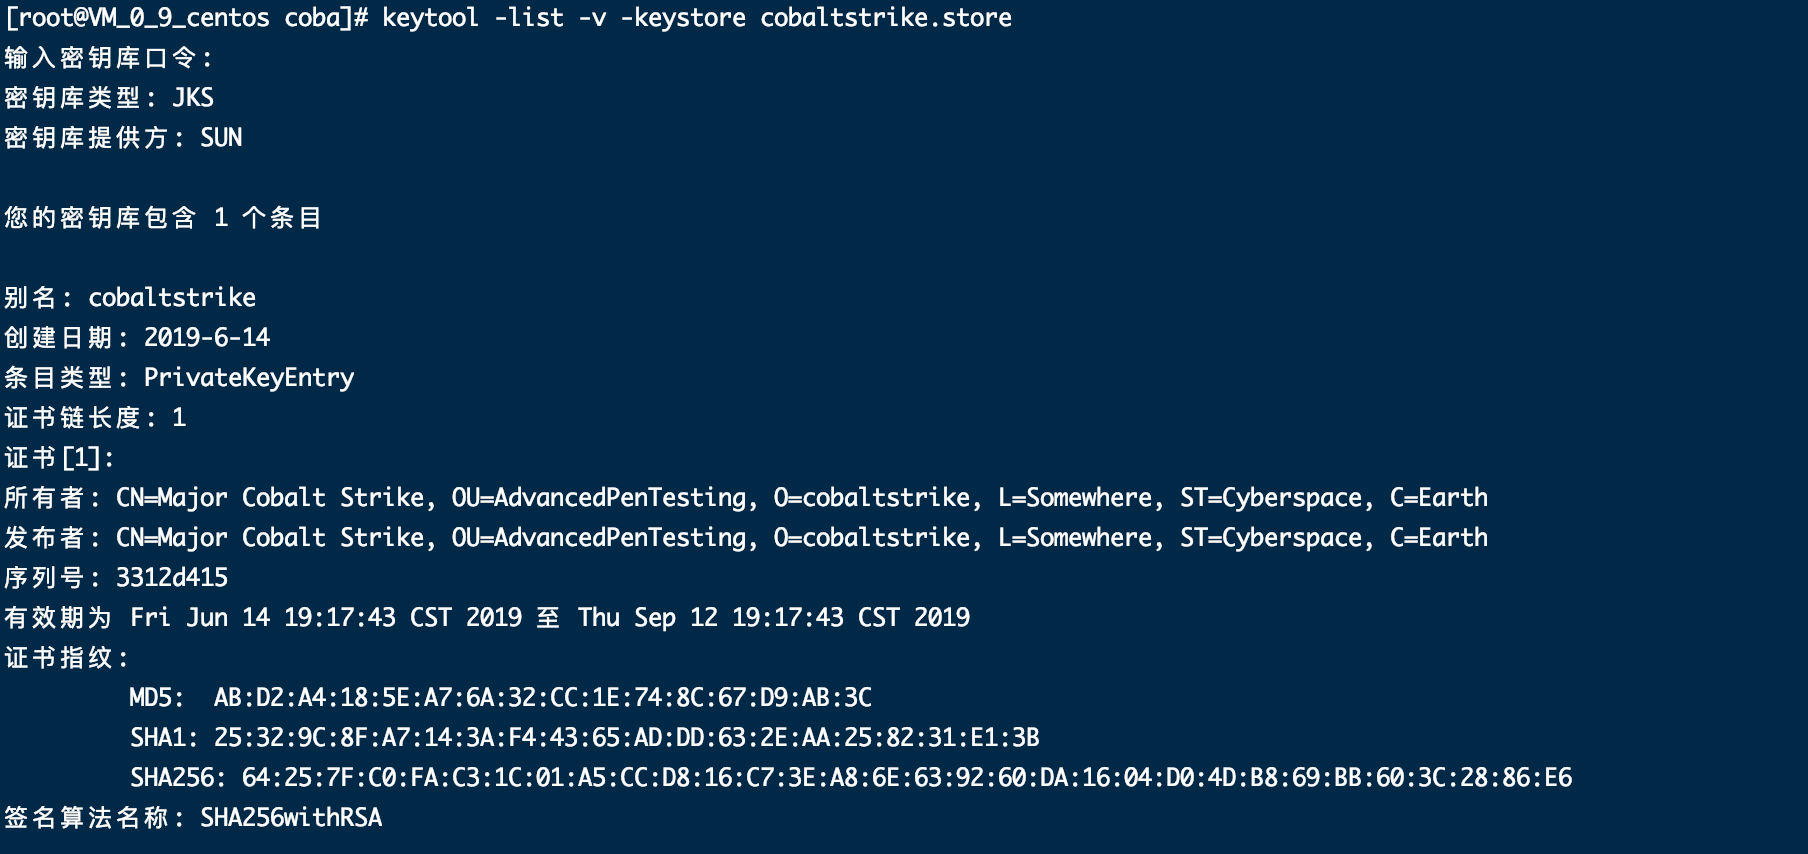 [root@VM_0_9_centos coba]# keytool -list -v -keystore cobaltstrike.store
输入密钥库口令:
密钥库类型: JKS
密钥库提供方: SUN
您的密钥库包含 1 个条目
别名: cobaltstrike
创建日期: 2019-6-14
条目类型: PrivateKeyEntry
证书链长度: 1
证书[1]:
所有者: CN=Major Cobalt Strike, OU=AdvancedPenTesting, O=cobaltstrike, L=Somewhere, ST=Cyberspace, C=Earth
发布者: CN=Major Cobalt Strike, OU=AdvancedPenTesting, O=cobaltstrike, L=Somewhere, ST=Cyberspace, C=Earth
序列号: 3312d415
有效期为 Fri Jun 14 19:17:43 CST 2019 至 Thu Sep 12 19:17:43 CST 2019
证书指纹:
MD5:  AB:D2:A4:18:5E:A7:6A:32:CC:1E:74:8C:67:D9:AB:3C
SHA1: 25:32:9C:8F:A7:14:3A:F4:43:65:AD:DD:63:2E:AA:25:82:31:E1:3B
SHA256: 64:25:7F:C0:FA:C3:1C:01:A5:CC:D8:16:C7:3E:A8:6E:63:92:60:DA:16:04:D0:4D:B8:69:BB:60:3C:28:86:E6
签名算法名称: SHA256withRSA